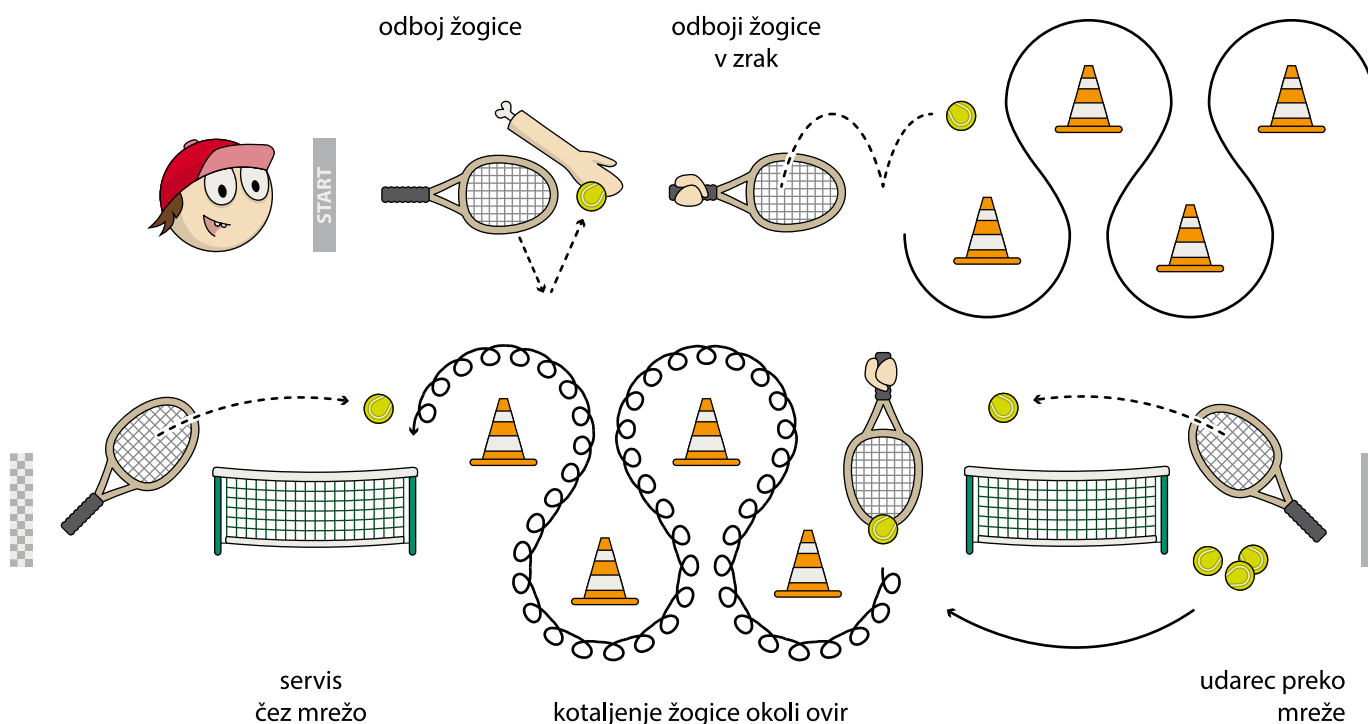 odboj žogice
odboji žogice
v zrak
START
servis
čez mrežo
kotaljenje žogice okoli ovir
udarec preko
mreže